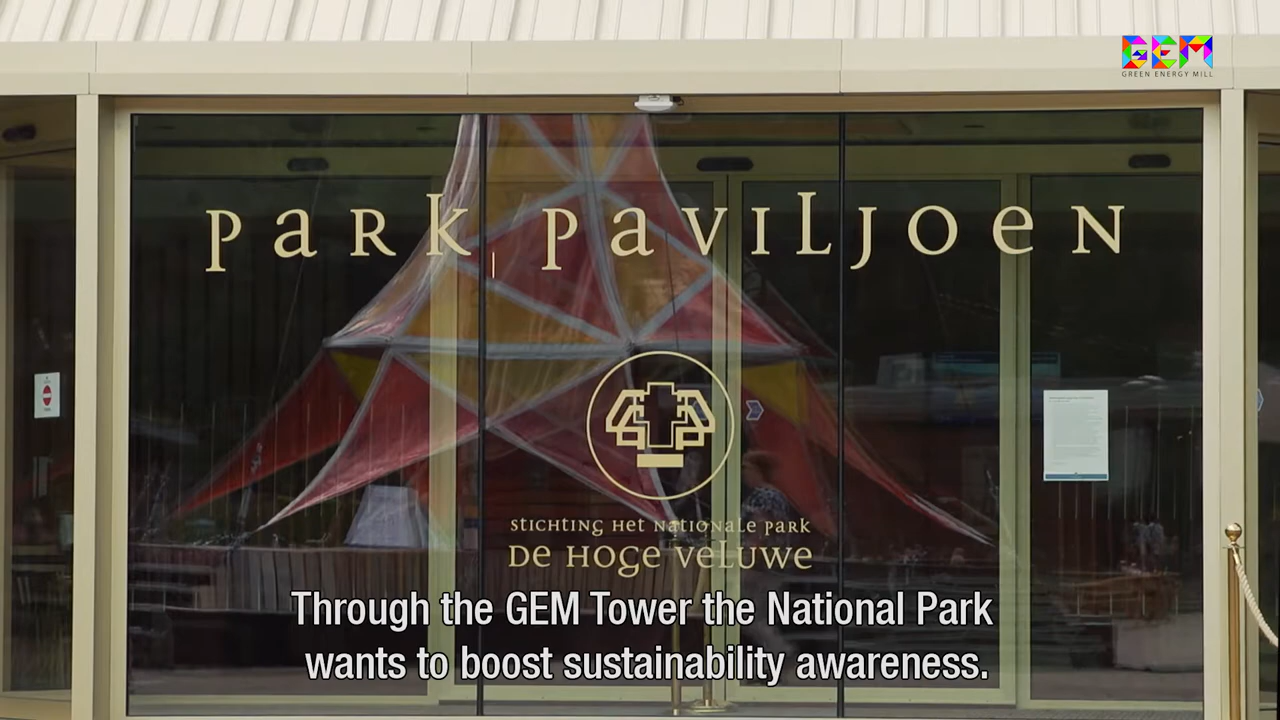 GEM
GREEN ENERGY MILL
PARK PAVILJOEN
STICHTING HET NATIONALE PARK
DE HOGE VELUWE
Through the GEM Tower the National Park
wants to boost sustainability awareness.